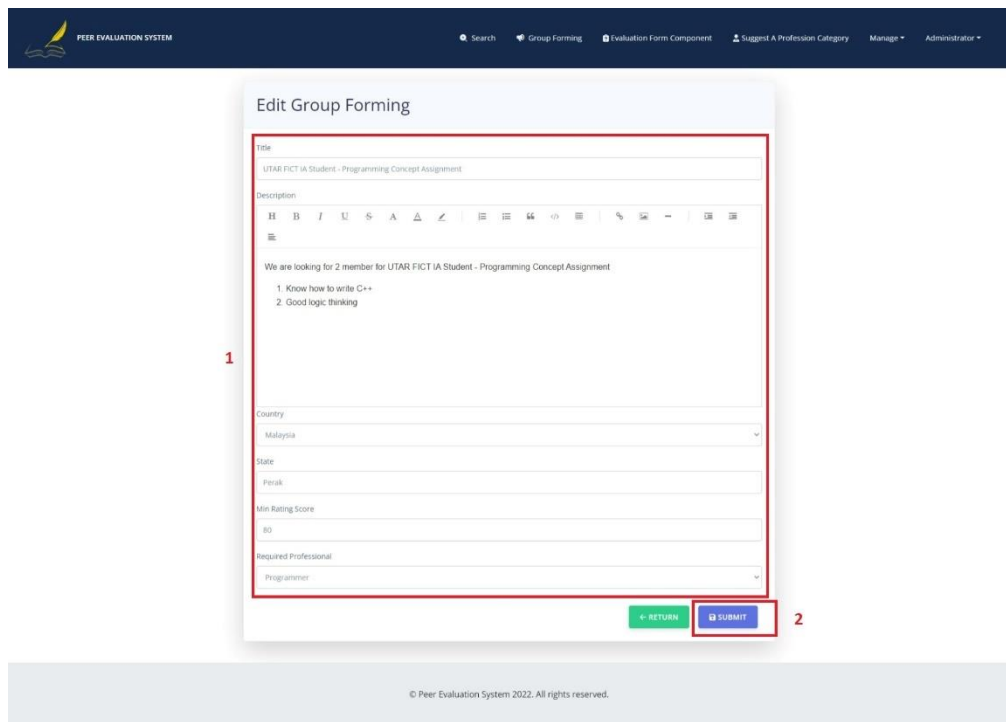 PEER EVALUATION SYSTEM Search Group Forming Evaluation Form Component Suggest A Profession Category Manage Administrator
Edit Group Forming
Title
UTAR FICT IA Student - Programming Concept Assignment
Description
H B I U S A A
We are looking for 2 member for UTAR FICT IA Student - Programming Concept Assignment
1. Know how to write C++
2. Good logic thinking
1
Country
Malaysia
State
Perak
Min Rating Score
80
Required Professional
Programmer
← RETURN SUBMIT 2
© Peer Evaluation System 2022. All rights reserved.